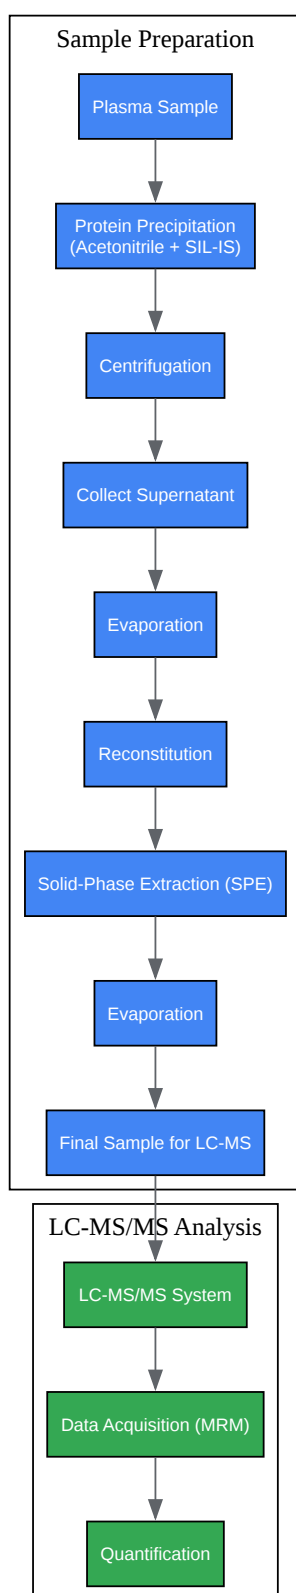 Sample Preparation
Plasma Sample
Protein Precipitation
(Acetonitrile + SIL-IS)
Centrifugation
Collect Supernatant
Evaporation
Reconstitution
Solid-Phase Extraction (SPE)
Evaporation
Final Sample for LC-MS
LC-MS/MS Analysis
LC-MS/MS System
Data Acquisition (MRM)
Quantification